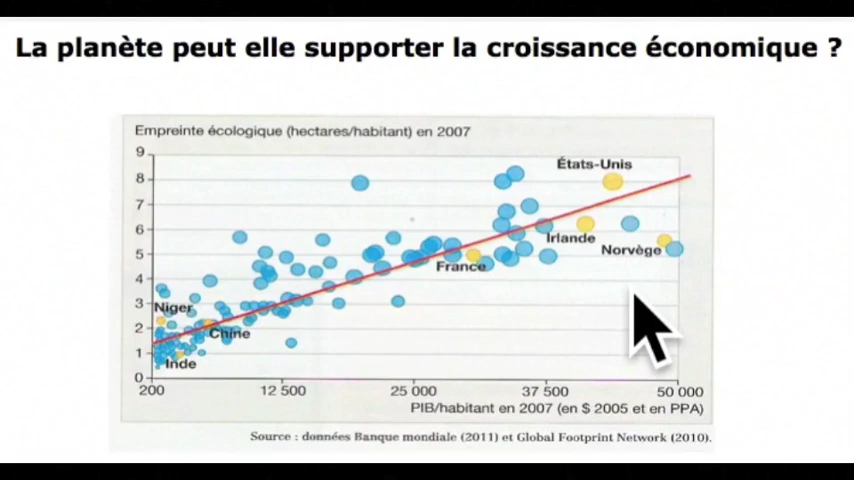 La planète peut elle supporter la croissance économique ?
Empreinte écologique (hectares/habitant) en 2007
9
8
7
6
5
4
3
2
1
0
États-Unis
Irlande
Norvège
France
Niger
Chine
Inde
200 12 500 25 000 37 500 50 000
PIB/habitant en 2007 (en $ 2005 et en PPA)
Source : données Banque mondiale (2011) et Global Footprint Network (2010).